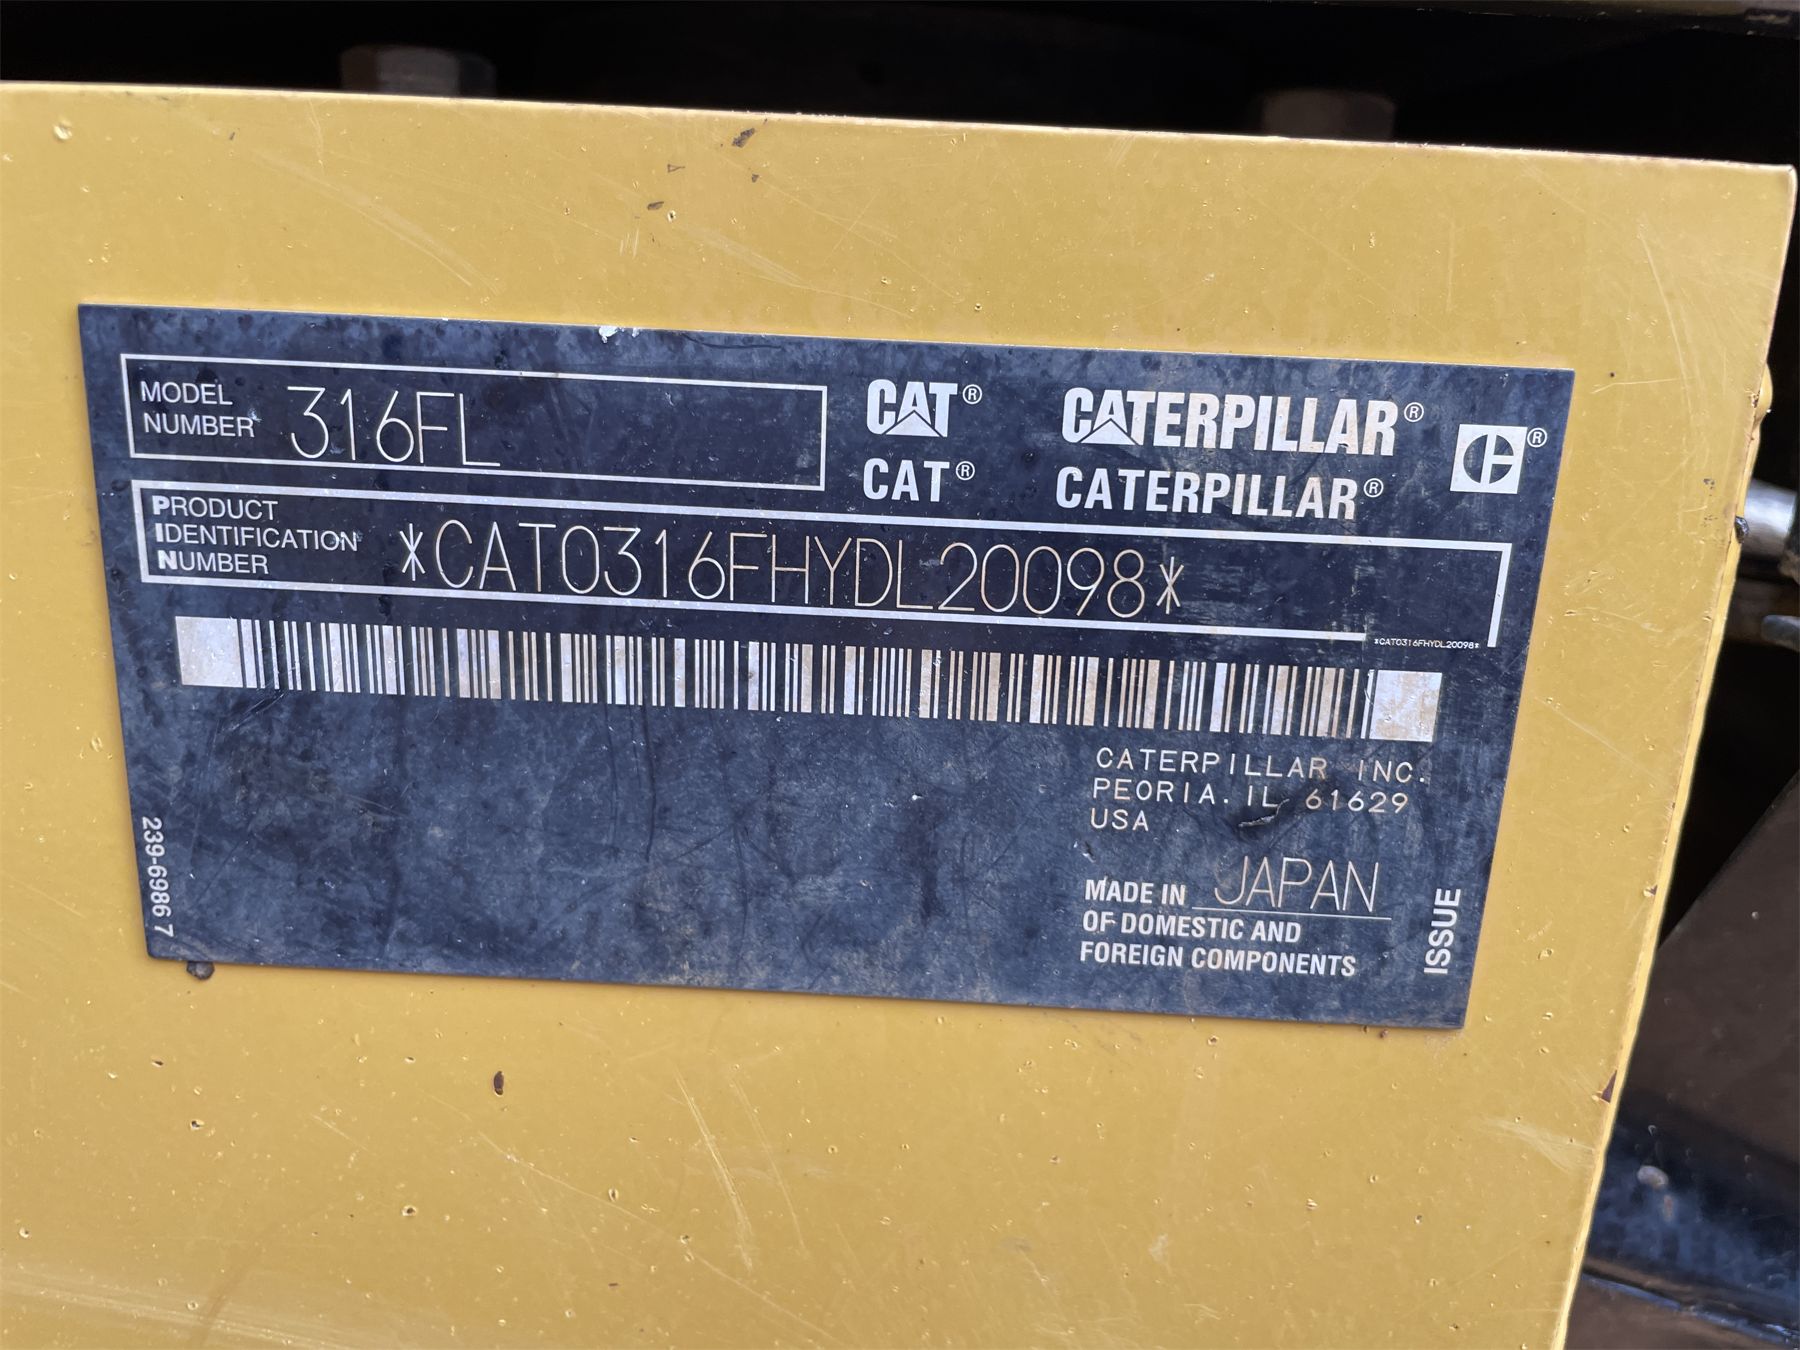 MODEL
NUMBER 316FL
CAT® CATERPILLAR®
CAT® CATERPILLAR®
C®
PRODUCT
IDENTIFICATION
NUMBER *CAT0316FHYDL20098*
*CAT0316FHYDL20098*
CATERPILLAR INC.
PEORIA. IL 61629
USA
MADE IN JAPAN
OF DOMESTIC AND
FOREIGN COMPONENTS
239-6986 7
ISSUE